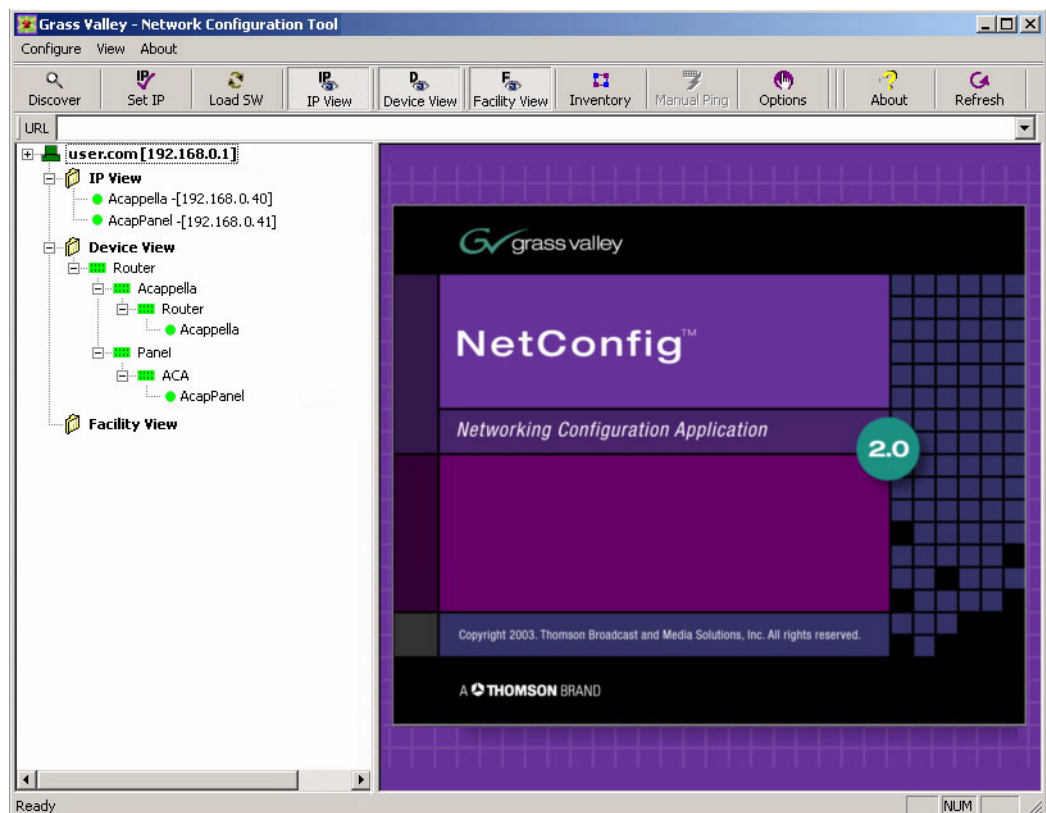 Grass Valley - Network Configuration Tool
Configure View About
Discover Set IP Load SW IP View Device View Facility View Inventory Manual Ping Options About Refresh
URL
user.com [192.168.0.1]
IP View
Acappella -[192.168.0.40]
AcapPanel -[192.168.0.41]
Device View
Router
Acappella
Router
Acappella
Panel
ACA
AcapPanel
Facility View
GV grass valley
NetConfig™
Networking Configuration Application
2.0
Copyright 2003. Thomson Broadcast and Media Solutions, Inc. All rights reserved.
A THOMSON BRAND
Ready NUM